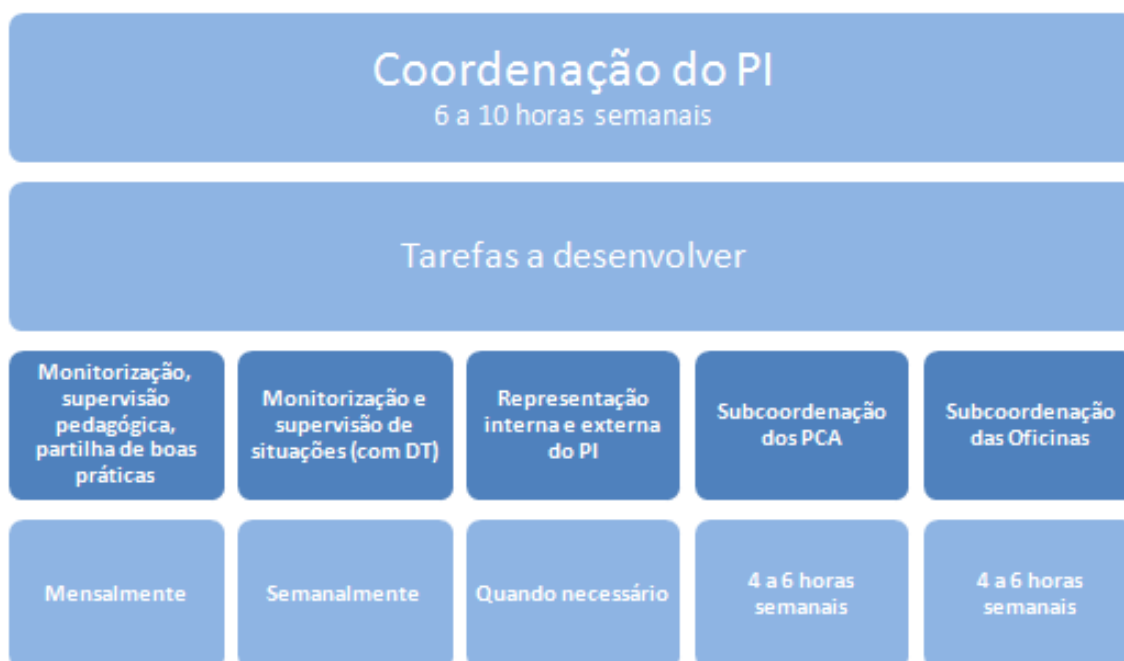 Coordenação do PI
6 a 10 horas semanais
Tarefas a desenvolver
Monitorização,
supervisão
pedagógica,
partilha de boas
práticas
Monitorização e
supervisão de
situações (com DT)
Representação
interna e externa
do PI
Subcoordenação
dos PCA
Subcoordenação
das Oficinas
Mensalmente
Semanalmente
Quando necessário
4 a 6 horas
semanais
4 a 6 horas
semanais